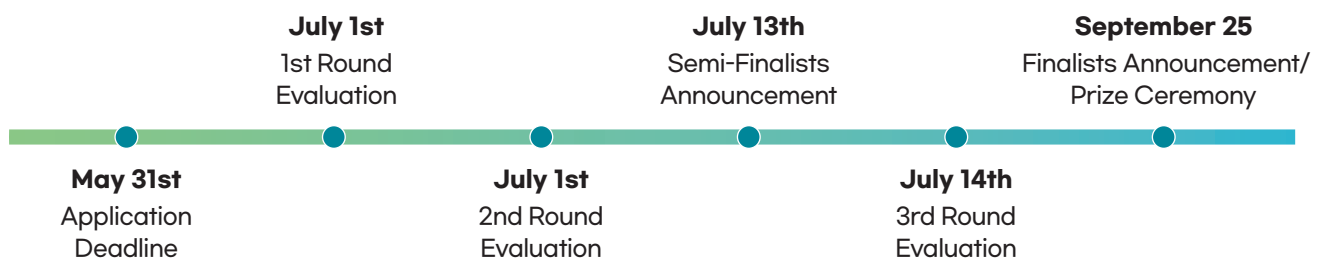 May 31st
Application
Deadline
July 1st
1st Round
Evaluation
July 1st
2nd Round
Evaluation
July 13th
Semi-Finalists
Announcement
July 14th
3rd Round
Evaluation
September 25
Finalists Announcement/
Prize Ceremony